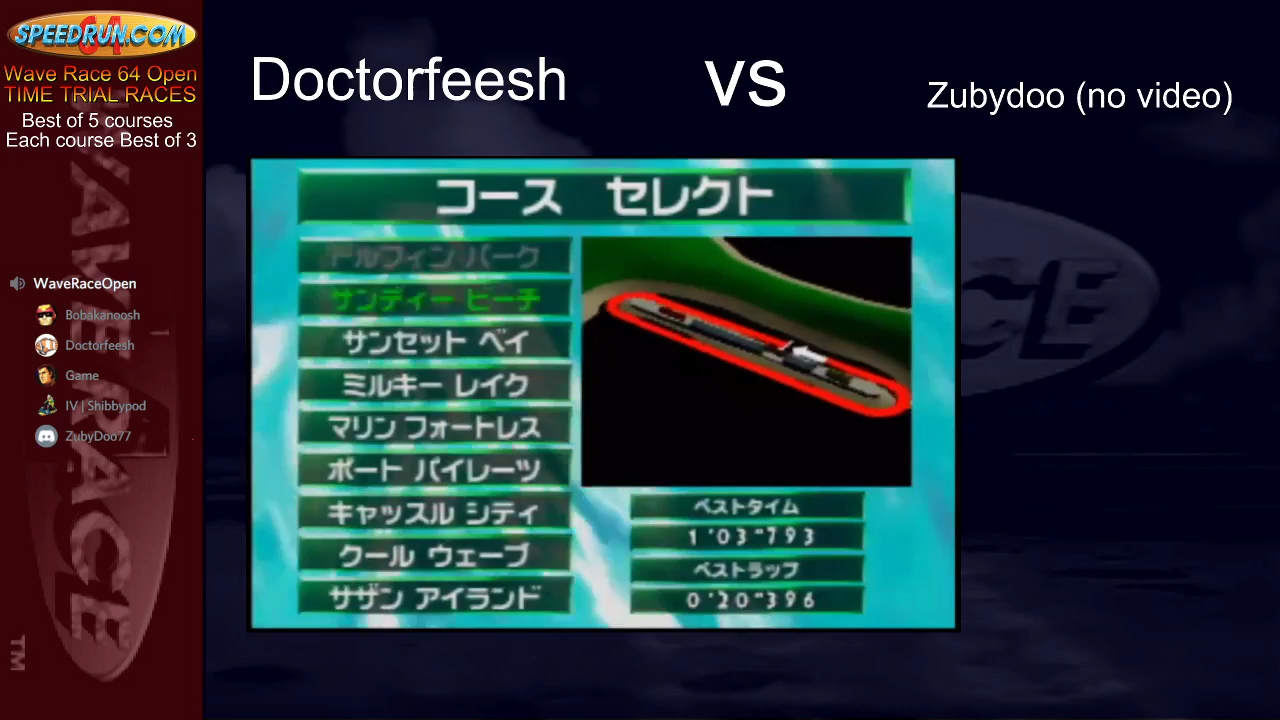 SPEEDRUN.COM
64
Wave Race 64 Open
TIME TRIAL RACES
Best of 5 courses
Each course Best of 3
WAVE RACE
TM
WaveRaceOpen
Bobakanoosh
Doctorfeesh
Game
IV | Shibbypod
ZubyDoo77
Doctorfeesh
VS
Zubydoo (no video)
コース セレクト
ドルフィン パーク
サンディー ビーチ
サンセット ベイ
ミルキー レイク
マリン フォートレス
ポート パイレーツ
キャッスル シティ
クール ウェーブ
サザン アイランド
ベストタイム
1'03"793
ベストラップ
0'20"396